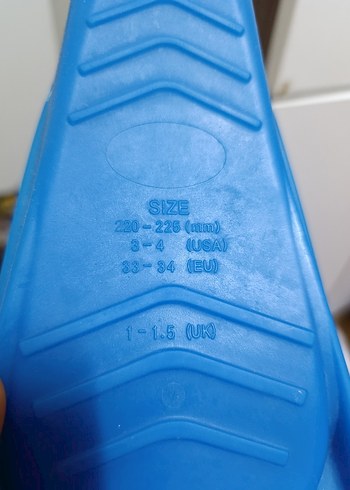 SIZE
220-225 (mm)
3-4 (USA)
33-34 (EU)
1-1.5 (UK)